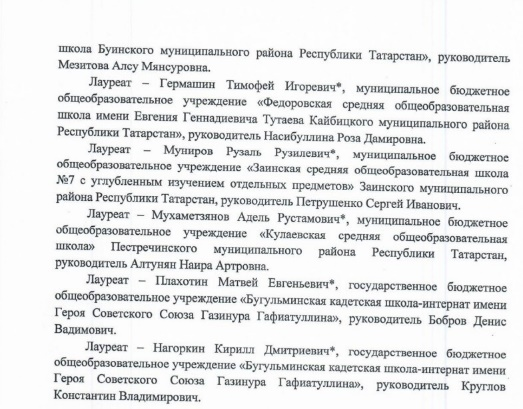 школа Буинского муниципального района Республики Татарстан», руководитель
Мезитова Алсу Мянсуровна.
Лауреат – Гермашин Тимофей Игоревич*, муниципальное бюджетное
общеобразовательное учреждение «Федоровская средняя общеобразовательная
школа имени Евгения Геннадиевича Тутаева Кайбицкого муниципального района
Республики Татарстан», руководитель Насибуллина Роза Дамировна.
Лауреат – Муниров Рузаль Рузилевич*, муниципальное бюджетное
общеобразовательное учреждение «Заинская средняя общеобразовательная школа
№7 с углубленным изучением отдельных предметов» Заинского муниципального
района Республики Татарстан, руководитель Петрушенко Сергей Иванович.
Лауреат – Мухаметзянов Адель Рустамович*, муниципальное бюджетное
общеобразовательное учреждение «Кулаевская средняя общеобразовательная
школа» Пестречинского муниципального района Республики Татарстан,
руководитель Алтунян Наира Артровна.
Лауреат – Плахотин Матвей Евгеньевич*, государственное бюджетное
общеобразовательное учреждение «Бугульминская кадетская школа-интернат имени
Героя Советского Союза Газинура Гафиатуллина», руководитель Бобров Денис
Вадимович.
Лауреат – Нагоркин Кирилл Дмитриевич*, государственное бюджетное
общеобразовательное учреждение «Бугульминская кадетская школа-интернат имени
Героя Советского Союза Газинура Гафиатуллина», руководитель Круглов
Константин Владимирович.